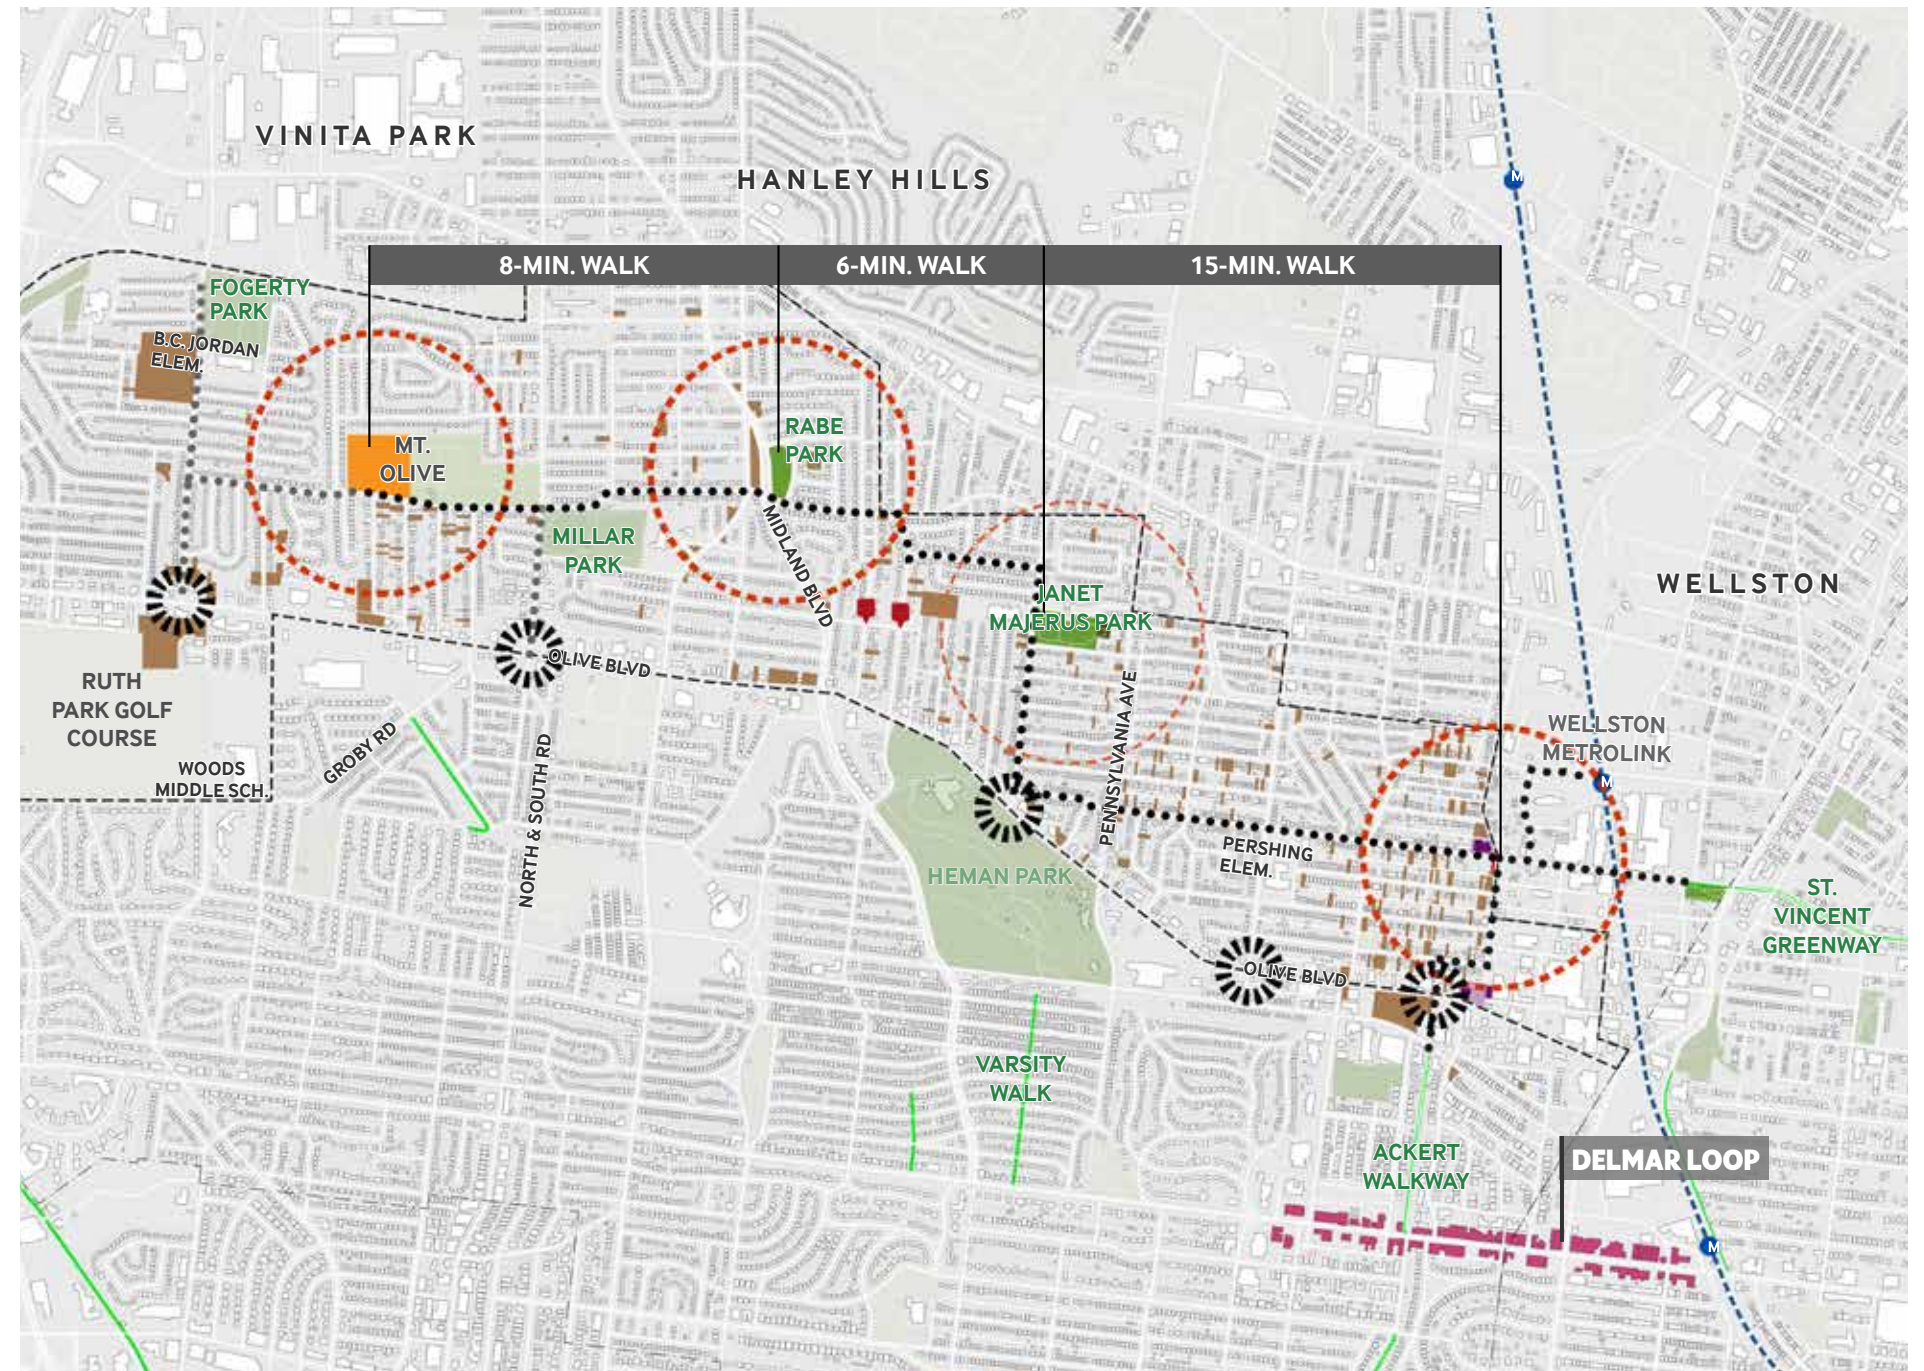 VINITA PARK
HANLEY HILLS
M
8-MIN. WALK
6-MIN. WALK
15-MIN. WALK
FOGERTY
PARK
B.C. JORDAN
ELEM.
MT.
OLIVE
RABE
PARK
MILLAR
PARK
MIDLAND BLVD
JANET
MAJERUS PARK
WELLSTON
OLIVE BLVD
RUTH
PARK GOLF
COURSE
WOODS
MIDDLE SCH.
GROBY RD
NORTH & SOUTH RD
PENNSYLVANIA AVE
WELLSTON
METROLINK
M
PERSHING
ELEM.
HEMAN PARK
ST.
VINCENT
GREENWAY
OLIVE BLVD
VARSITY
WALK
ACKERT
WALKWAY
DELMAR LOOP
M